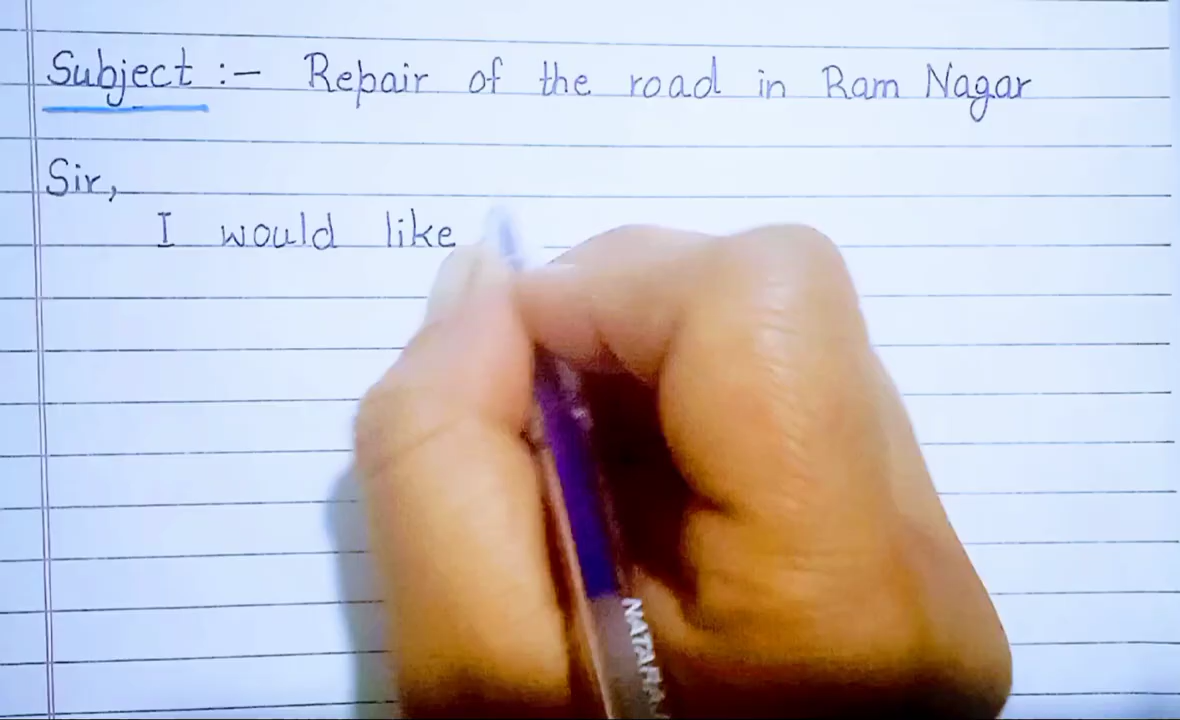 Subject :- Repair of the road in Ram Nagar
Sir,
I would like